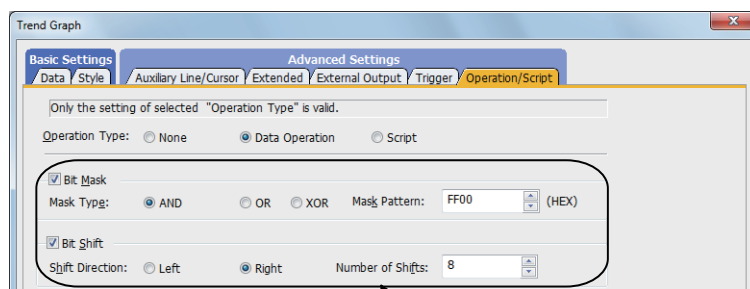 Trend Graph
Basic Settings Advanced Settings
Data Style Auxiliary Line/Cursor Extended External Output Trigger Operation/Script
Only the setting of selected "Operation Type" is valid.
Operation Type: None Data Operation Script
Bit Mask
Mask Type: AND OR XOR Mask Pattern: FF00 (HEX)
Bit Shift
Shift Direction: Left Right Number of Shifts: 8